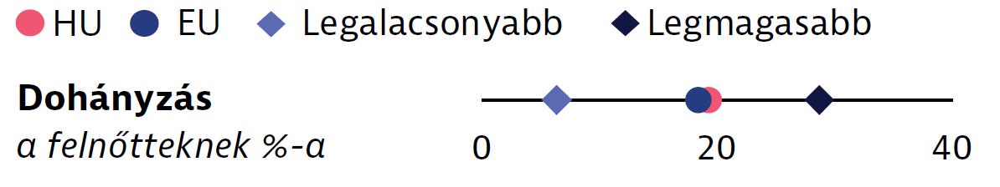 HU EU Legalacsonyabb Legmagasabb
Dohányzás
a felnőtteknek %-a
0 20 40